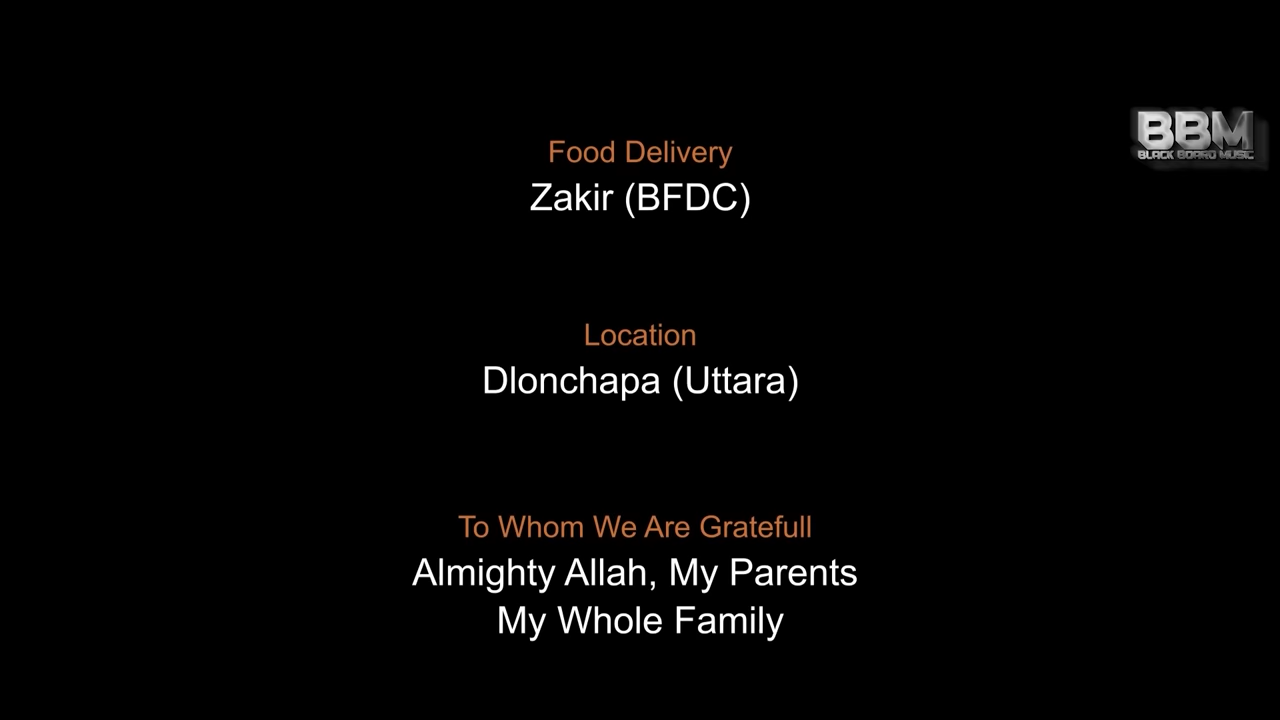 Food Delivery
Zakir (BFDC)
BBM
BLACK BOARD MUSIC
Location
Dlonchapa (Uttara)
To Whom We Are Gratefull
Almighty Allah, My Parents
My Whole Family